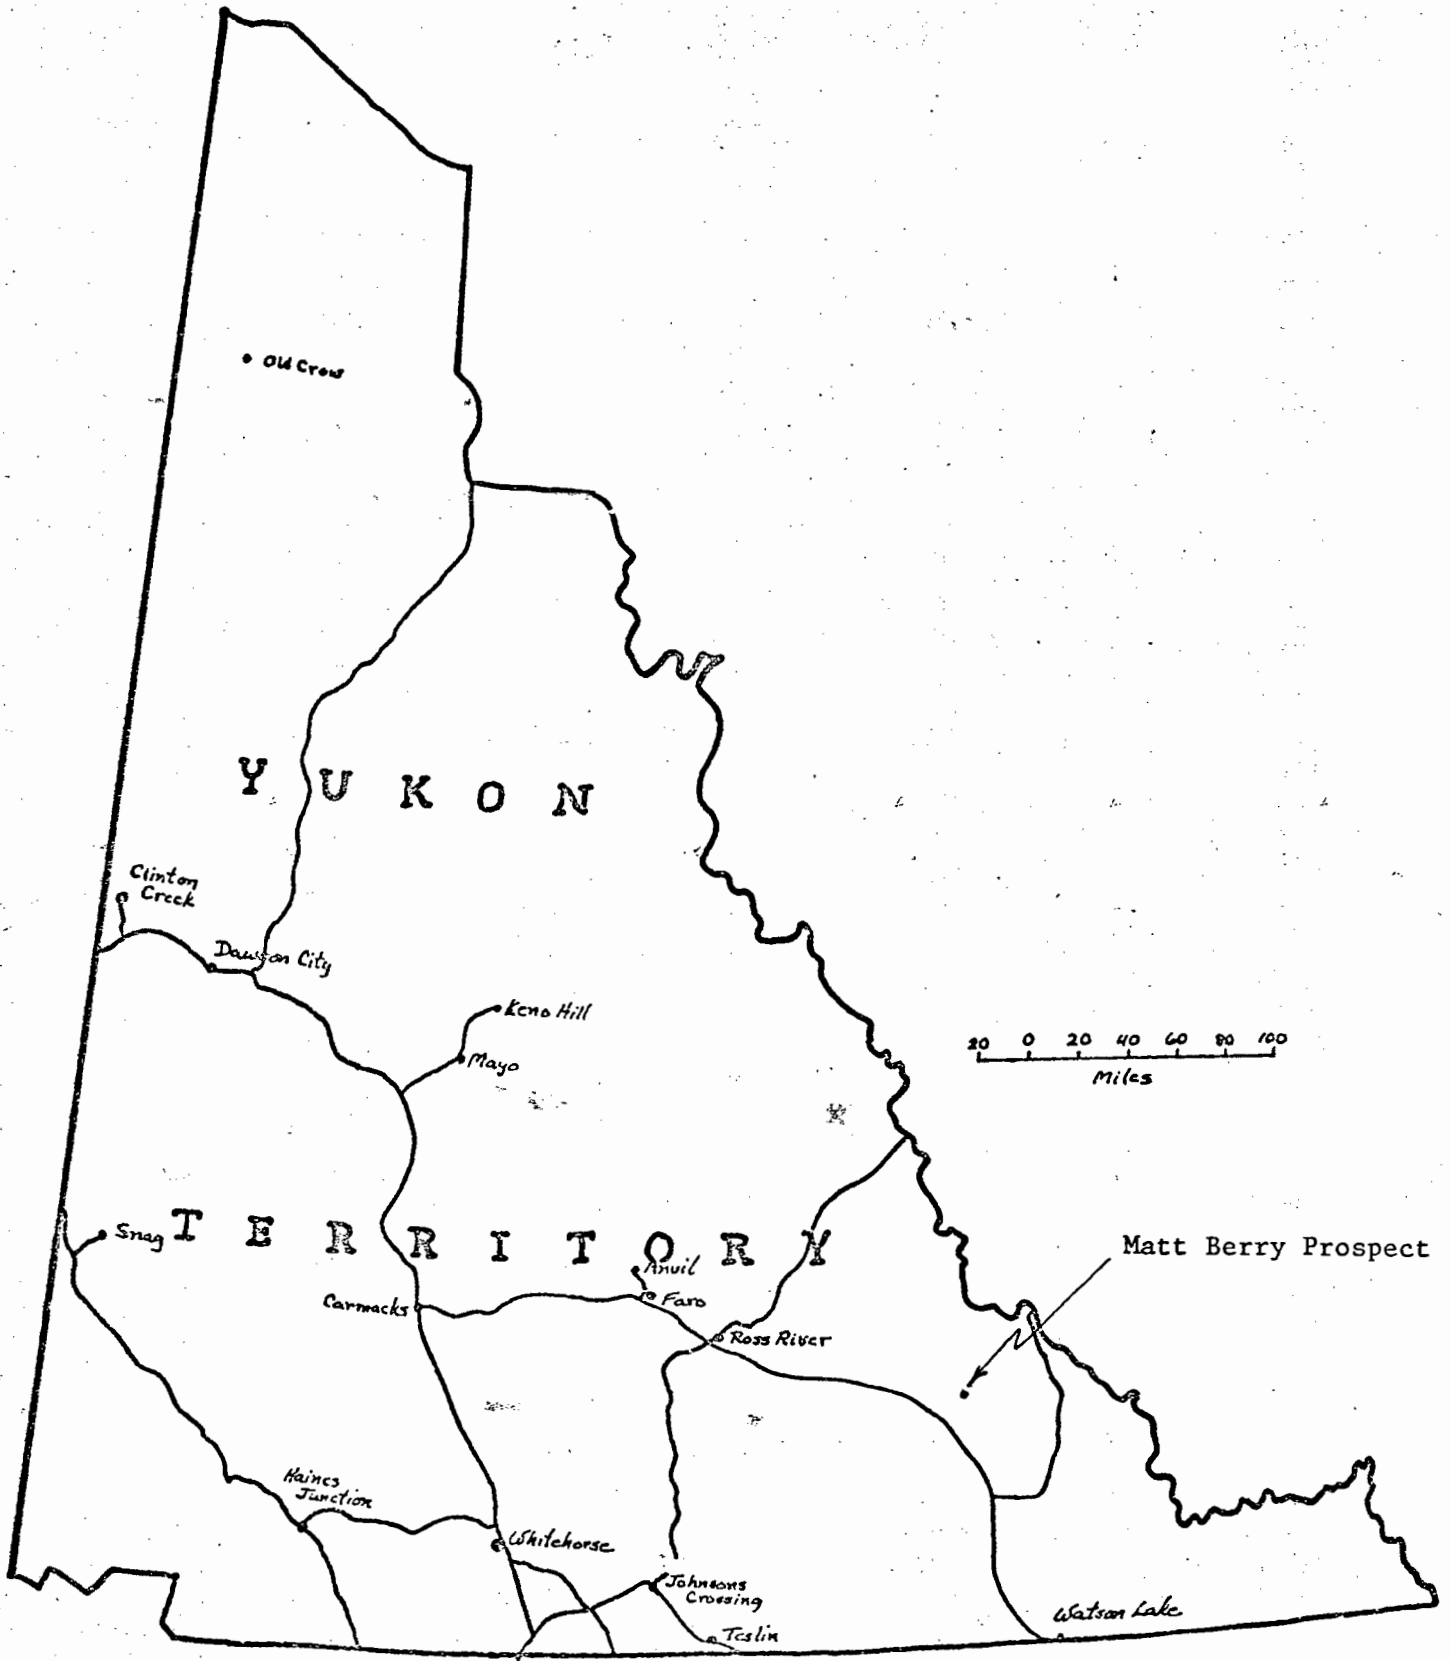 Old Crow
Y U K O N
Clinton
Creek
Dawson City
Keno Hill
Mayo
20 0 20 40 60 80 100
Miles
Snag
T E R R I T O R Y
Matt Berry Prospect
Anvil
Faro
Carmacks
Ross River
Haines
Junction
Whitehorse
Johnsons
Crossing
Watson Lake
Teslin